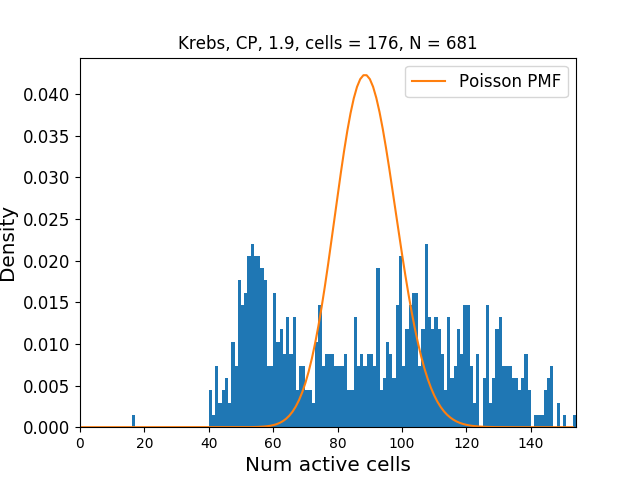 Krebs, CP, 1.9, cells = 176, N = 681
Poisson PMF
Density
0.040
0.035
0.030
0.025
0.020
0.015
0.010
0.005
0.000
0 20 40 60 80 100 120 140
Num active cells